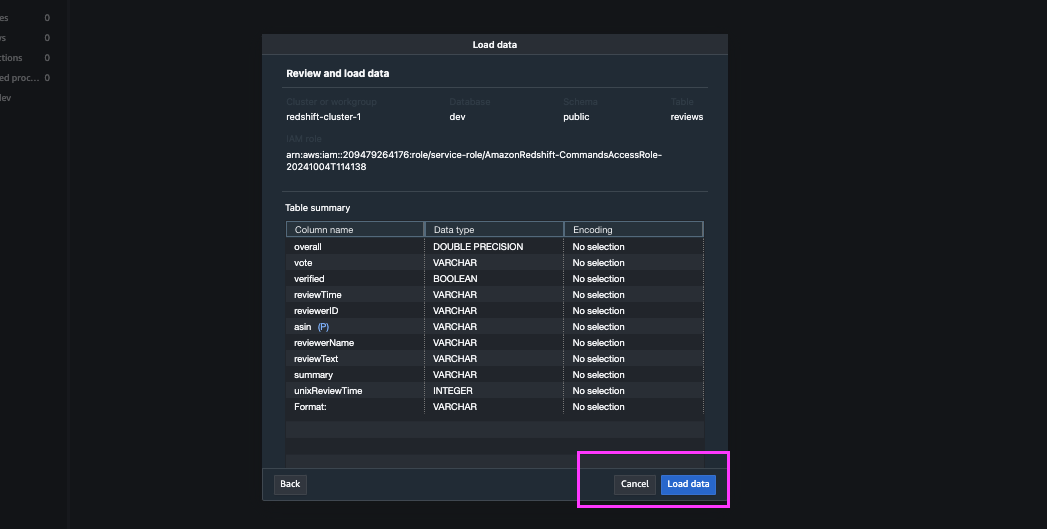 es 0
ws 0
ctions 0
ed proc... 0
dev
Load data
Review and load data
Cluster or workgroup Database Schema Table
redshift-cluster-1 dev public reviews
IAM role
arn:aws:iam::209479264176:role/service-role/AmazonRedshift-CommandsAccessRole-
20241004T114138
Table summary
Column name Data type Encoding
overall DOUBLE PRECISION No selection
vote VARCHAR No selection
verified BOOLEAN No selection
reviewTime VARCHAR No selection
reviewerID VARCHAR No selection
asin (P) VARCHAR No selection
reviewerName VARCHAR No selection
reviewText VARCHAR No selection
summary VARCHAR No selection
unixReviewTime INTEGER No selection
Format: VARCHAR No selection
Back Cancel Load data